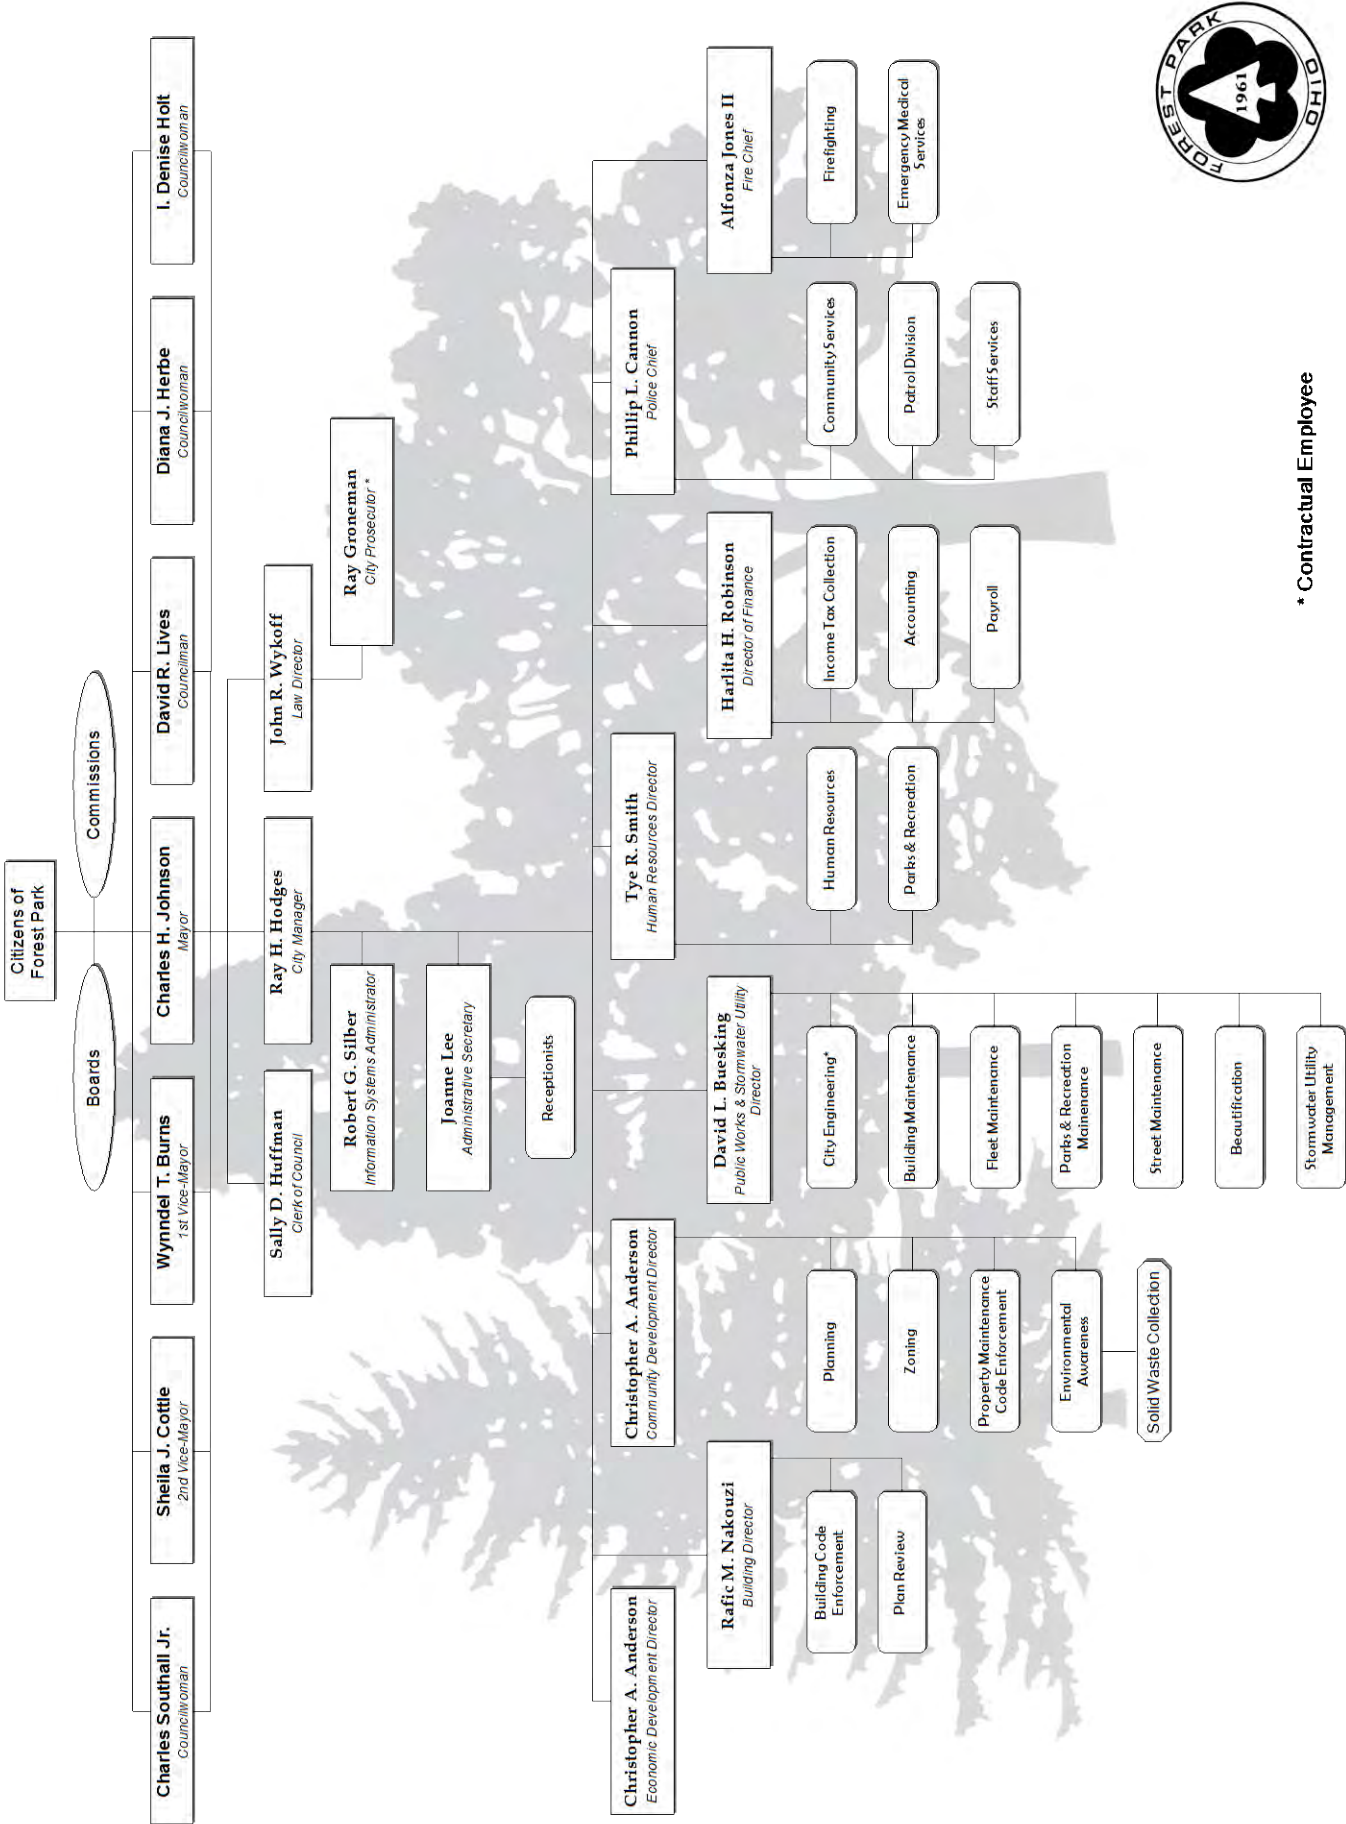 Citizens of
Forest Park
Boards
Commissions
Charles Southall Jr.
Councilwoman
Sheila J. Cottle
2nd Vice-Mayor
Wynndel T. Burns
1st Vice-Mayor
Charles H. Johnson
Mayor
David R. Lives
Councilman
Diana J. Herbe
Councilwoman
I. Denise Holt
Councilwoman
Sally D. Huffman
Clerk of Council
Ray H. Hodges
City Manager
John R. Wykoff
Law Director
Robert G. Silber
Information Systems Administrator
Ray Groneman
City Prosecutor *
Joanne Lee
Administrative Secretary
Receptionists
Christopher A. Anderson
Economic Development Director
Christopher A. Anderson
Community Development Director
Tye R. Smith
Human Resources Director
Phillip L. Cannon
Police Chief
Rafic M. Nakouzi
Building Director
David L. Buesking
Public Works & Stormwater Utility
Director
Harlita H. Robinson
Director of Finance
Alfonza Jones II
Fire Chief
Building Code
Enforcement
Plan Review
Planning
Zoning
Property Maintenance
Code Enforcement
Environmental
Awareness
Solid Waste Collection
City Engineering*
Building Maintenance
Fleet Maintenance
Parks & Recreation
Mainenance
Street Maintenance
Beautification
Stormwater Utility
Management
Human Resources
Parks & Recreation
Income Tax Collection
Accounting
Payroll
Community Services
Patrol Division
Staff Services
Firefighting
Emergency Medical
Services
* Contractual Employee
FOREST PARK
1961
OHIO